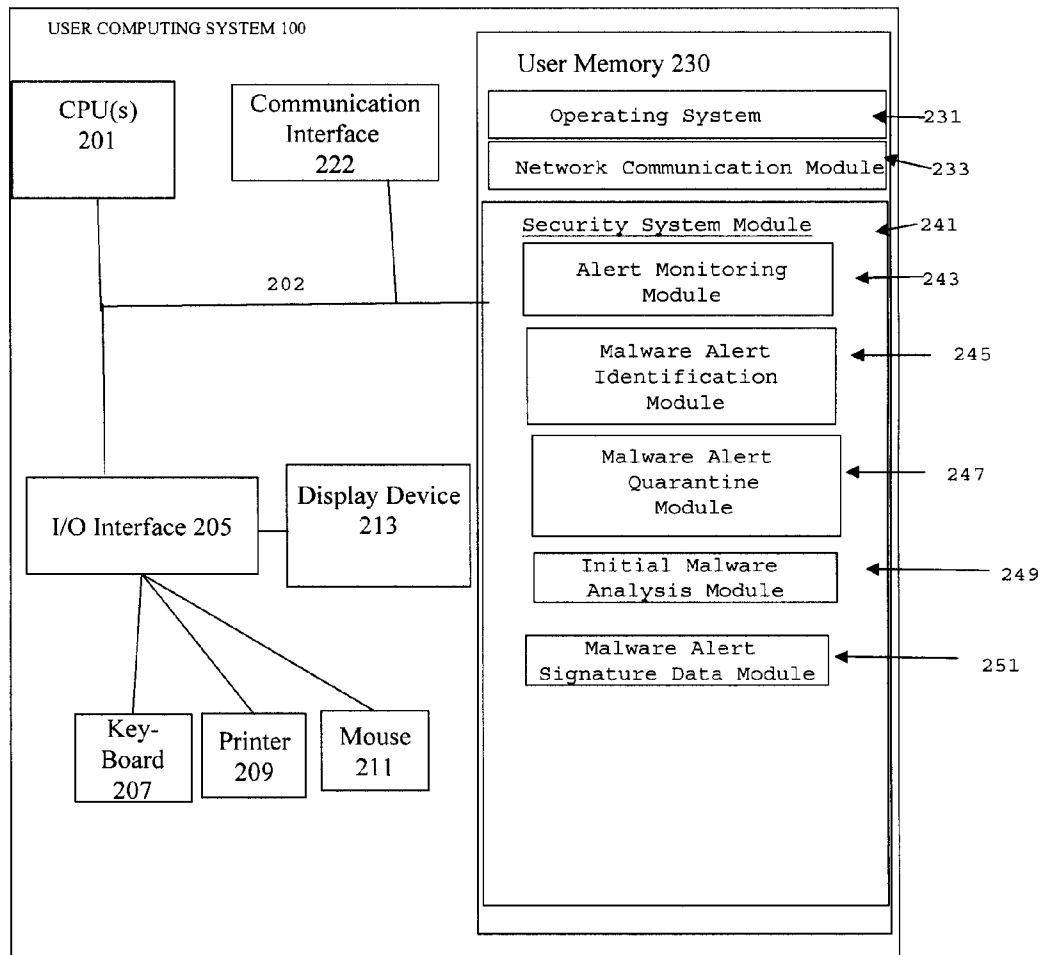 USER COMPUTING SYSTEM 100
CPU(s)
201
Communication
Interface
222
202
I/O Interface 205
Display Device
213
Key-
Board
207
Printer
209
Mouse
211
User Memory 230
Operating System
231
Network Communication Module
233
Security System Module
241
Alert Monitoring
Module
243
Malware Alert
Identification
Module
245
Malware Alert
Quarantine
Module
247
Initial Malware
Analysis Module
249
Malware Alert
Signature Data Module
251